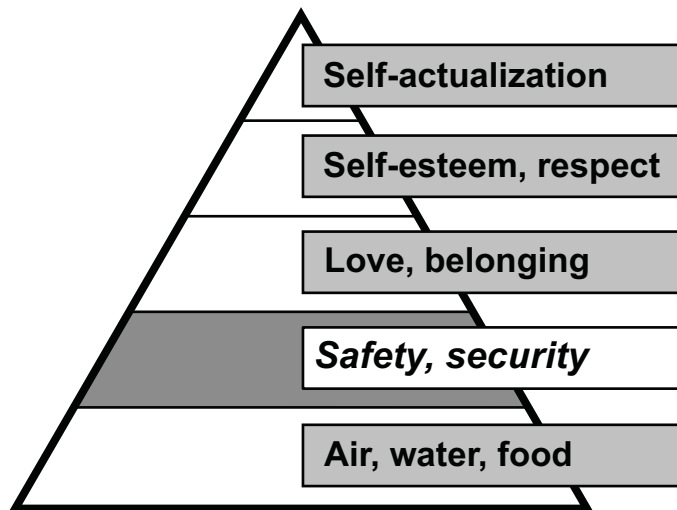 Self-actualization
Self-esteem, respect
Love, belonging
Safety, security
Air, water, food